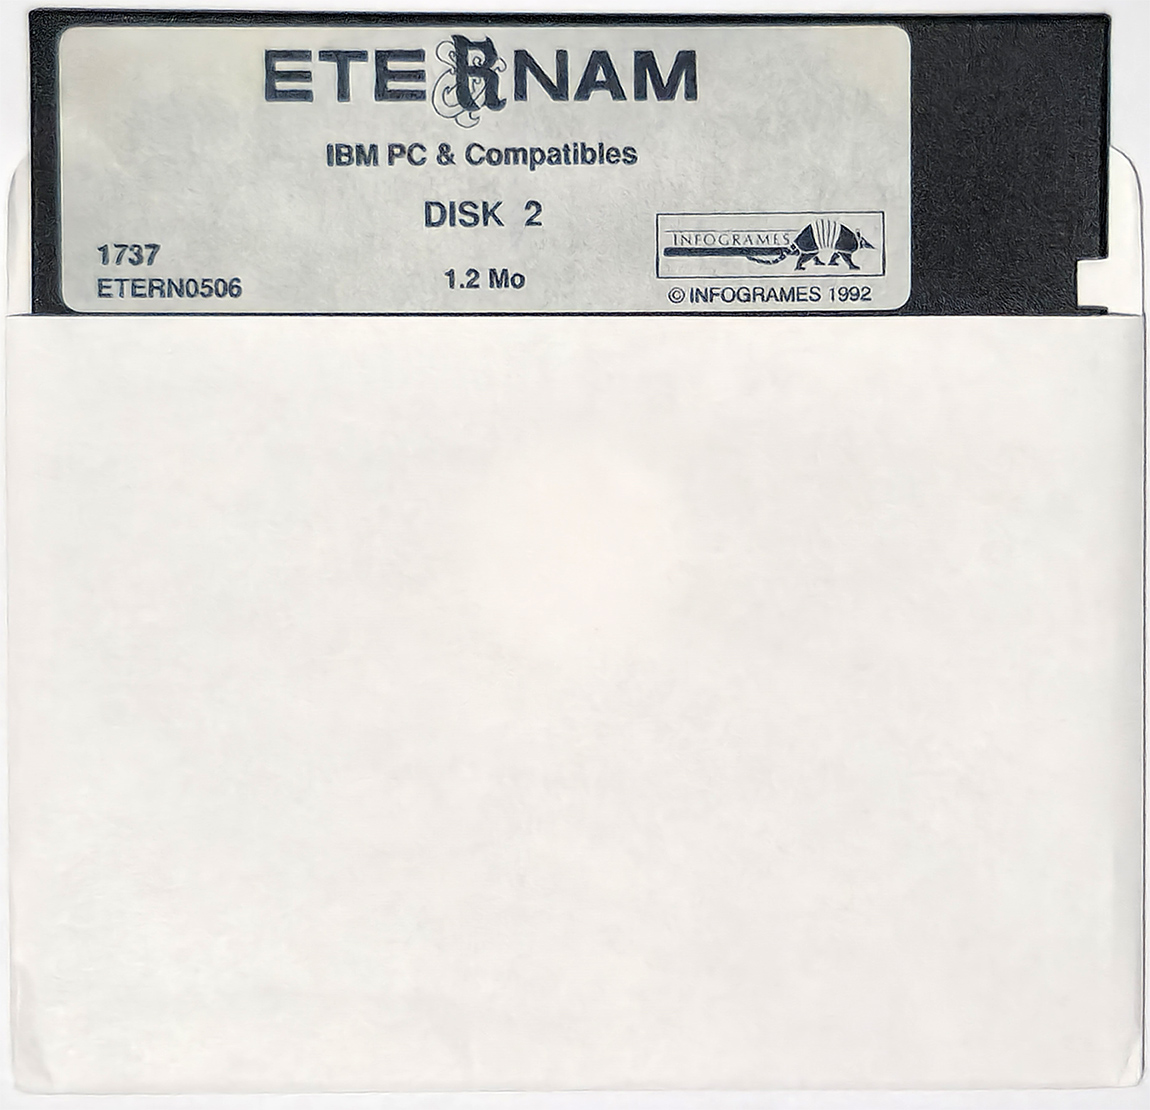 ETERNAM
IBM PC & Compatibles
DISK 2
INFOGRAMES
1737
ETERN0506
1.2 Mo
© INFOGRAMES 1992